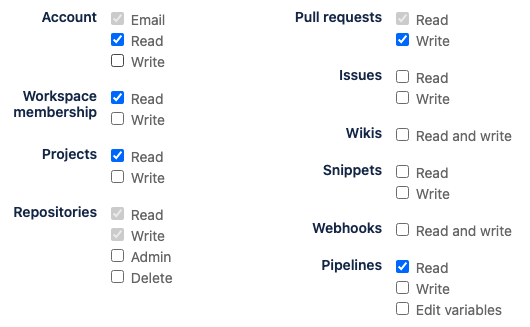 Account
Email
Read
Write
Workspace
membership
Read
Write
Projects
Read
Write
Repositories
Read
Write
Admin
Delete
Pull requests
Read
Write
Issues
Read
Write
Wikis
Read and write
Snippets
Read
Write
Webhooks
Read and write
Pipelines
Read
Write
Edit variables